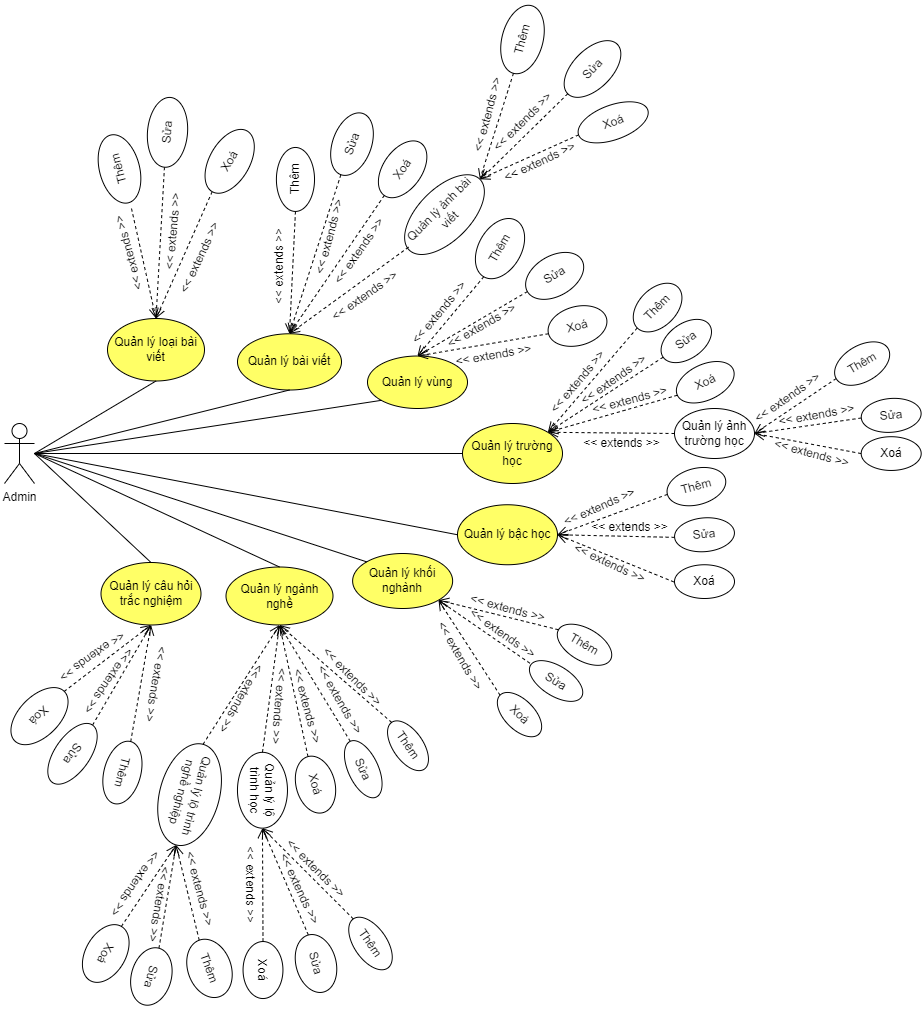 Thêm
Sửa
Xoá
<< extends >>
<< extends >>
<< extends >>
Quản lý ảnh bài
viết
<< extends >>
Thêm
Sửa
Xoá
<< extends >>
<< extends >>
<< extends >>
Quản lý loại bài
viết
Thêm
Sửa
Xoá
<< extends <
<< extends >>
<< extends >>
Quản lý bài viết
Thêm
Sửa
Xoá
<< extends >>
<< extends >>
<< extends >>
Quản lý vùng
Thêm
Sửa
Xoá
<< extends >>
<< extends >>
<< extends >>
<< extends >>
Quản lý trường
học
Quản lý ảnh
trường học
Thêm
Sửa
Xoá
<< extends >>
<< extends >>
<< extends >>
Admin
Quản lý bậc học
<< extends >>
<< extends >>
<< extends >>
Thêm
Sửa
Xoá
Quản lý khối
nghành
<< extends >>
<< extends >>
<< extends >>
Thêm
Sửa
Xoá
Quản lý câu hỏi
trắc nghiệm
<< extends >>
<< extends >>
<< extends >>
Xoá
Sửa
Thêm
Quản lý ngành
nghề
<< extends >>
<< extends >>
<< extends >>
<< extends >>
<< extends >>
Quản lý lộ trình
nghề nghiệp
Quản lý lộ
trình học
Xoá
Sửa
Thêm
<< extends >>
<< extends >>
<< extends >>
Xoá
Sửa
Thêm
<< extends >>
<< extends >>
<< extends >>
Xoá
Sửa
Thêm